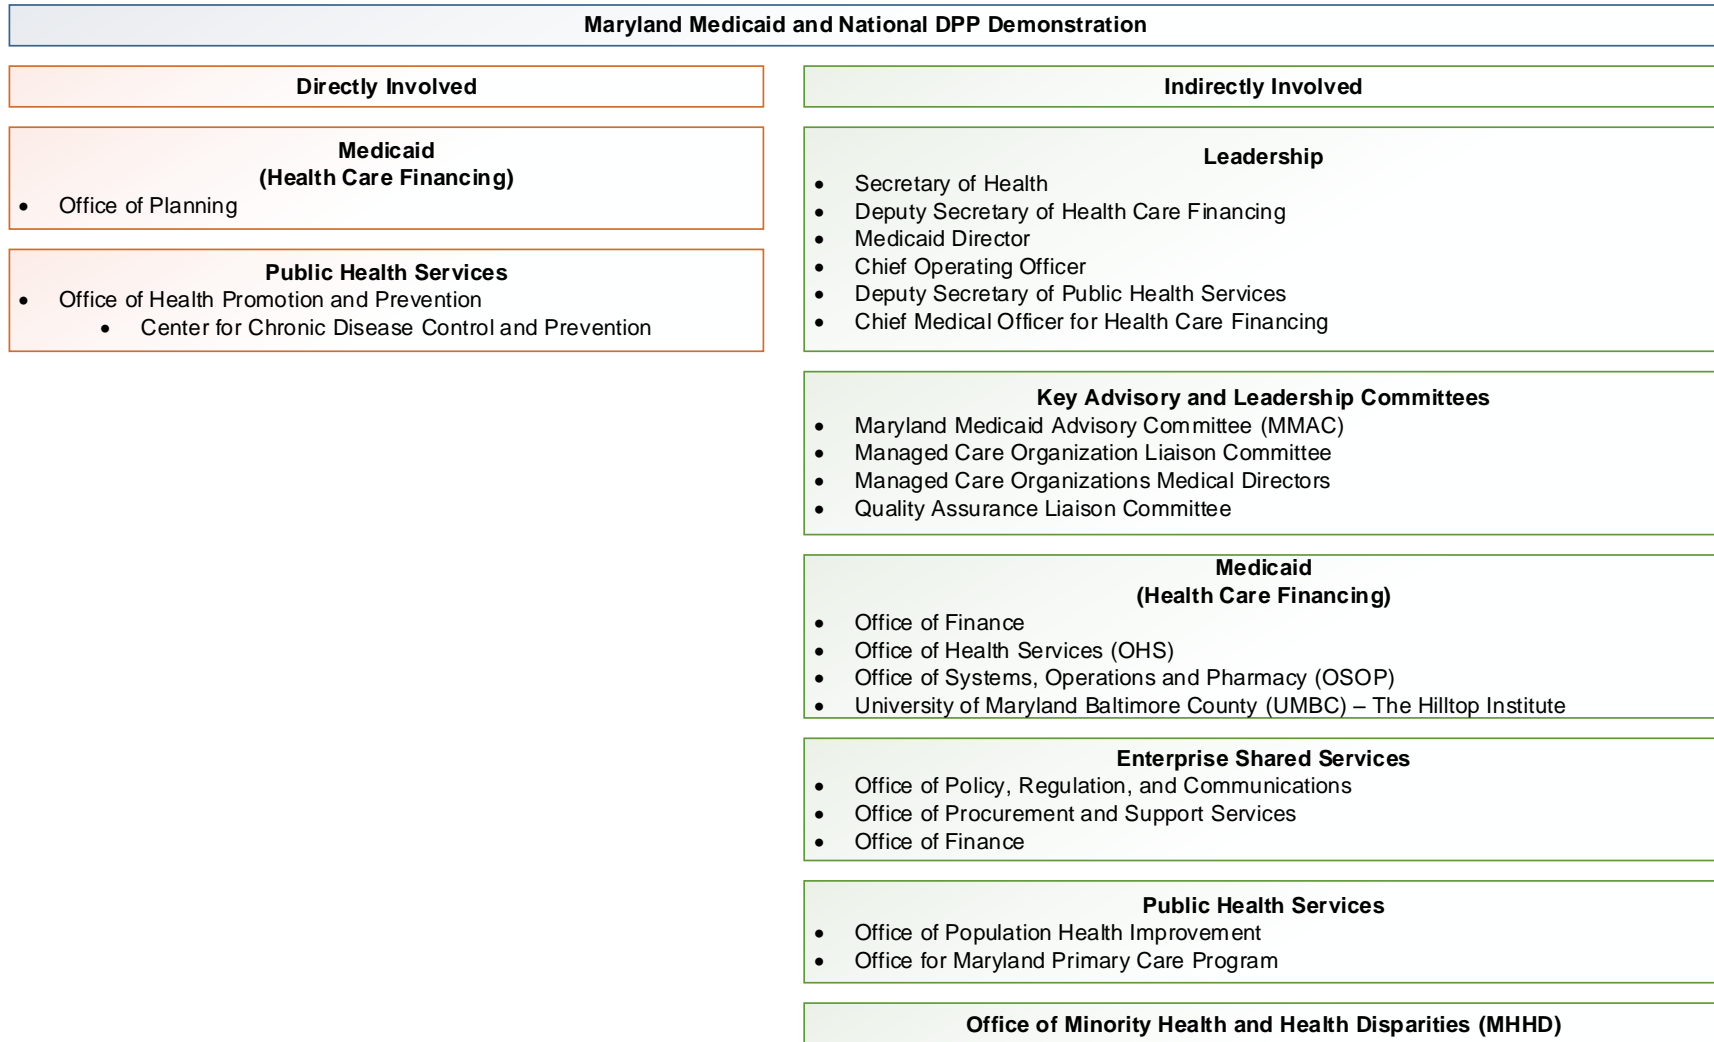 Maryland Medicaid and National DPP Demonstration
Directly Involved
Medicaid
(Health Care Financing)
• Office of Planning
Public Health Services
• Office of Health Promotion and Prevention
• Center for Chronic Disease Control and Prevention
Indirectly Involved
Leadership
• Secretary of Health
• Deputy Secretary of Health Care Financing
• Medicaid Director
• Chief Operating Officer
• Deputy Secretary of Public Health Services
• Chief Medical Officer for Health Care Financing
Key Advisory and Leadership Committees
• Maryland Medicaid Advisory Committee (MMAC)
• Managed Care Organization Liaison Committee
• Managed Care Organizations Medical Directors
• Quality Assurance Liaison Committee
Medicaid
(Health Care Financing)
• Office of Finance
• Office of Health Services (OHS)
• Office of Systems, Operations and Pharmacy (OSOP)
• University of Maryland Baltimore County (UMBC) – The Hilltop Institute
Enterprise Shared Services
• Office of Policy, Regulation, and Communications
• Office of Procurement and Support Services
• Office of Finance
Public Health Services
• Office of Population Health Improvement
• Office for Maryland Primary Care Program
Office of Minority Health and Health Disparities (MHHD)